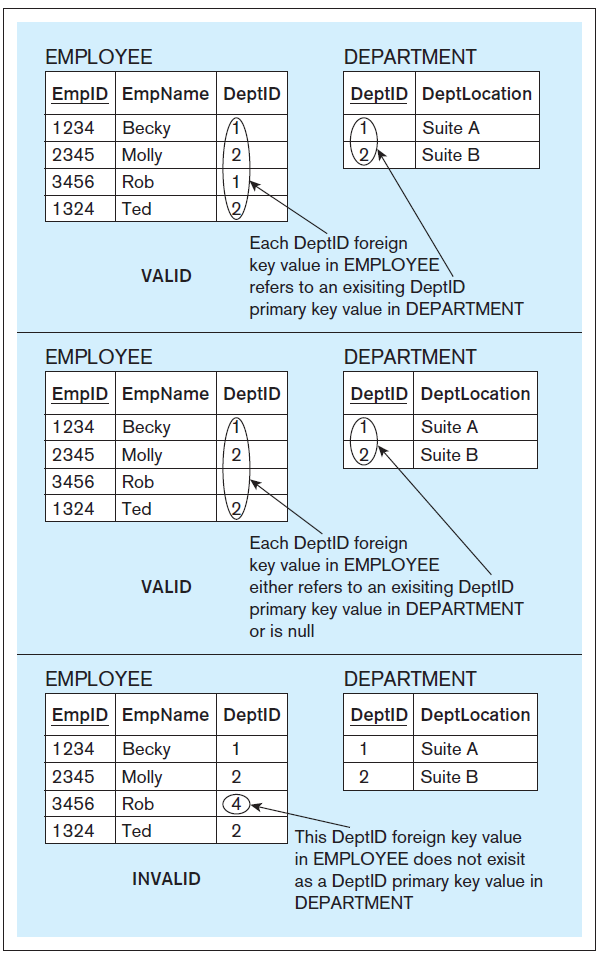 EMPLOYEE DEPARTMENT
EmpID EmpName DeptID DeptID DeptLocation
1234 Becky 1 1 Suite A
2345 Molly 2 2 Suite B
3456 Rob 1
1324 Ted 2
VALID
Each DeptID foreign
key value in EMPLOYEE
refers to an exisiting DeptID
primary key value in DEPARTMENT
EMPLOYEE DEPARTMENT
EmpID EmpName DeptID DeptID DeptLocation
1234 Becky 1 1 Suite A
2345 Molly 2 2 Suite B
3456 Rob
1324 Ted 2
VALID
Each DeptID foreign
key value in EMPLOYEE
either refers to an exisiting DeptID
primary key value in DEPARTMENT
or is null
EMPLOYEE DEPARTMENT
EmpID EmpName DeptID DeptID DeptLocation
1234 Becky 1 1 Suite A
2345 Molly 2 2 Suite B
3456 Rob 4
1324 Ted 2
INVALID
This DeptID foreign key value
in EMPLOYEE does not exisit
as a DeptID primary key value in
DEPARTMENT